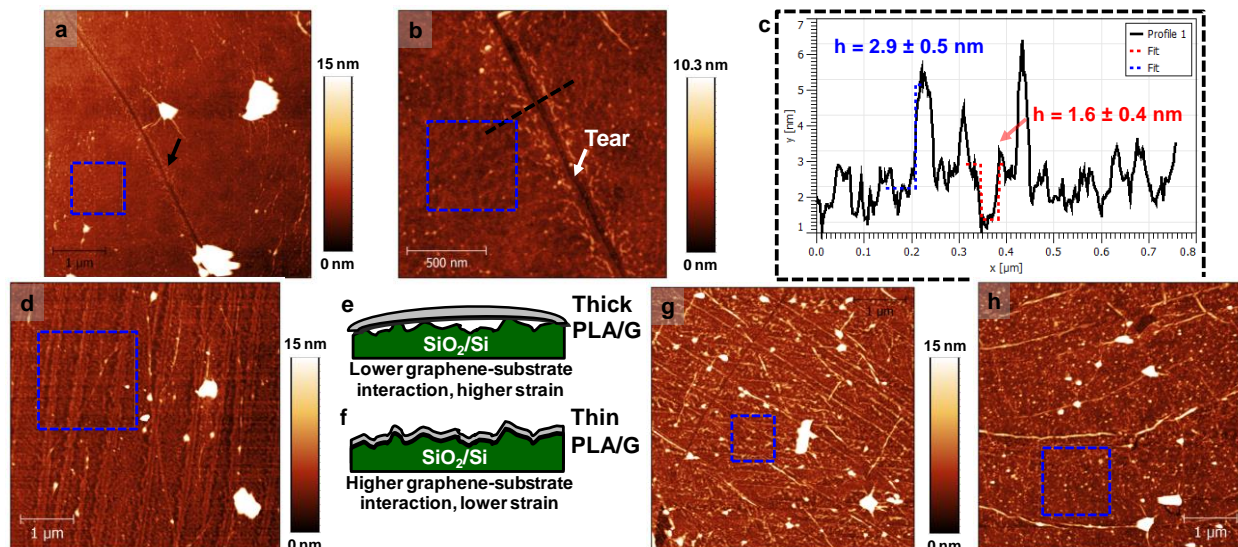 a
15 nm
0 nm
1 µm
b
10.3 nm
0 nm
Tear
500 nm
c
h = 2.9 ± 0.5 nm
h = 1.6 ± 0.4 nm
Profile 1
Fit
Fit
y [nm]
7
6
5
4
3
2
1
0.0 0.1 0.2 0.3 0.4 0.5 0.6 0.7 0.8
x [µm]
d
15 nm
0 nm
1 µm
e
Thick
PLA/G
SiO2/Si
Lower graphene-substrate
interaction, higher strain
f
Thin
PLA/G
SiO2/Si
Higher graphene-substrate
interaction, lower strain
g
1 µm
15 nm
0 nm
h
1 µm